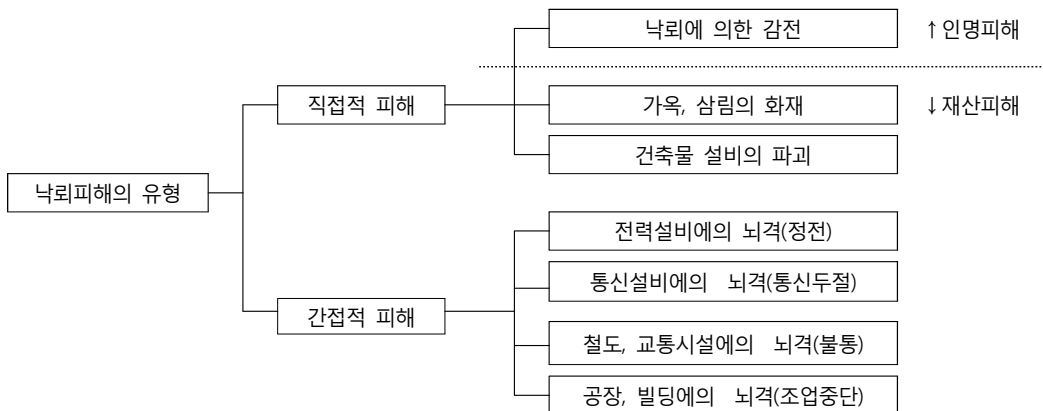 낙뢰에 의한 감전
↑인명피해
직접적 피해
가옥, 삼림의 화재
↓재산피해
건축물 설비의 파괴
낙뢰피해의 유형
전력설비에의 뇌격(정전)
통신설비에의 뇌격(통신두절)
간접적 피해
철도, 교통시설에의 뇌격(불통)
공장, 빌딩에의 뇌격(조업중단)